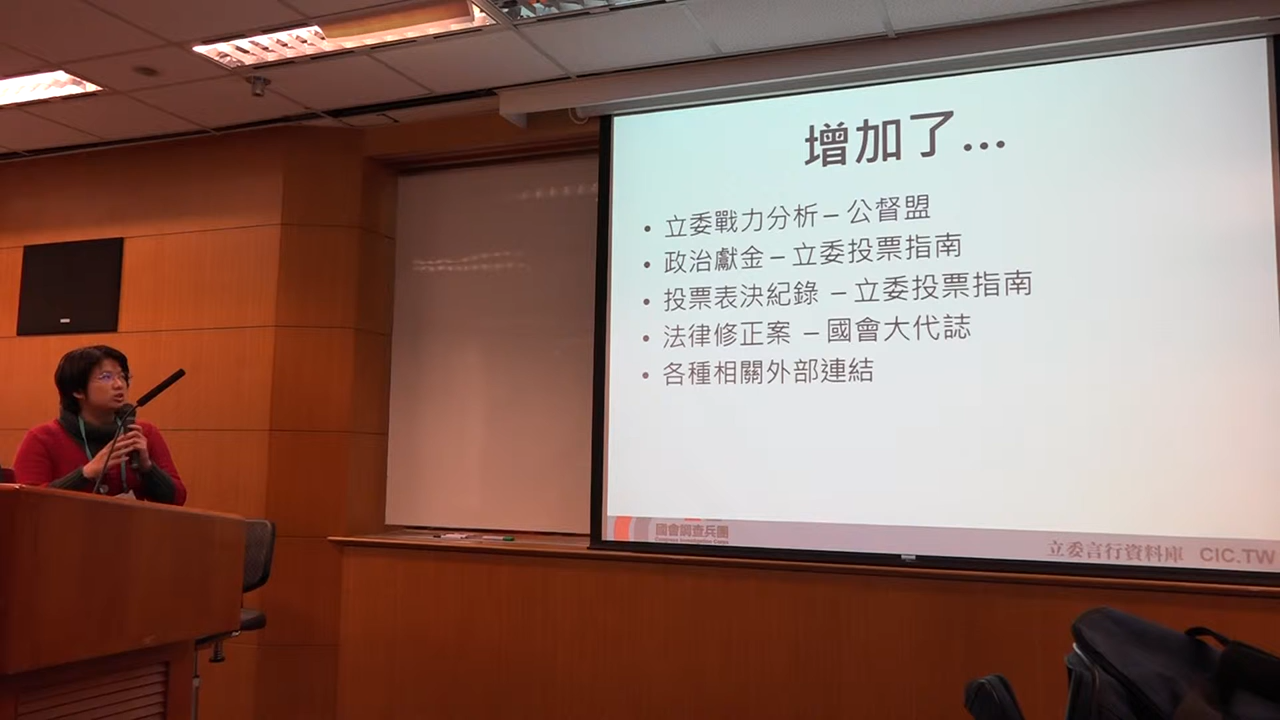 增加了...
• 立委戰力分析 – 公督盟
• 政治獻金 – 立委投票指南
• 投票表決紀錄 – 立委投票指南
• 法律修正案 – 國會大代誌
• 各種相關外部連結
國會調查兵團
Congress Investigation Corps
立委言行資料庫 CIC.TW